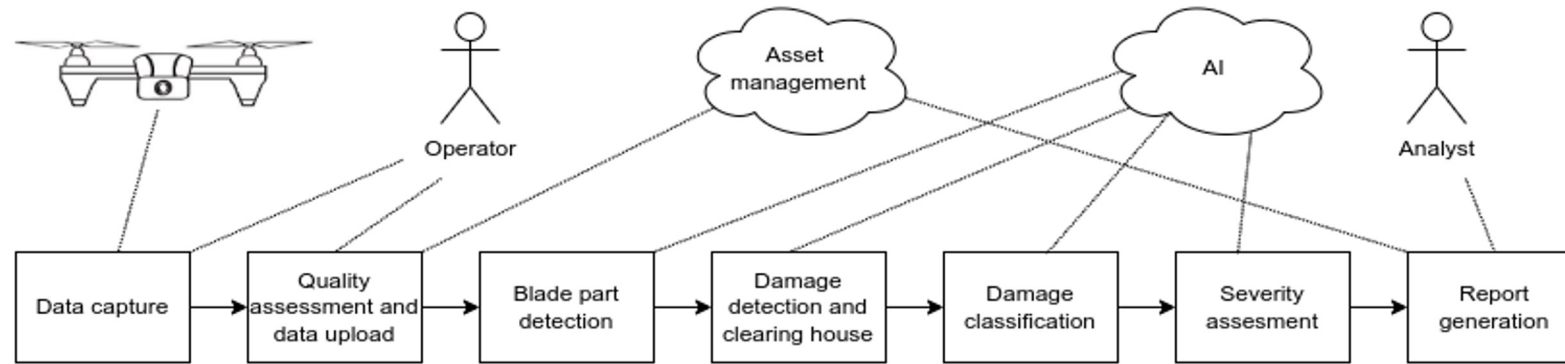 Operator
Asset
management
AI
Analyst
Data capture
Quality
assessment and
data upload
Blade part
detection
Damage
detection and
clearing house
Damage
classification
Severity
assesment
Report
generation